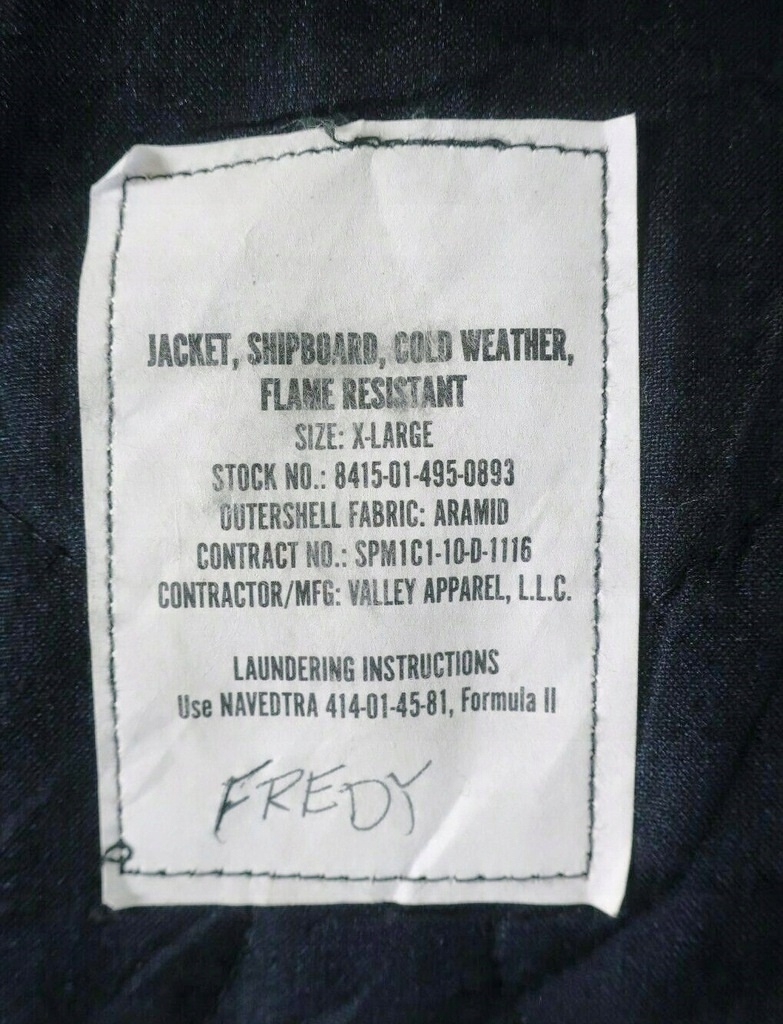 JACKET, SHIPBOARD, COLD WEATHER,
FLAME RESISTANT
SIZE: X-LARGE
STOCK NO.: 8415-01-495-0893
OUTERSHELL FABRIC: ARAMID
CONTRACT NO.: SPM1C1-10-D-1116
CONTRACTOR/MFG: VALLEY APPAREL, L.L.C.
LAUNDERING INSTRUCTIONS
Use NAVEDTRA 414-01-45-81, Formula II
FREDY